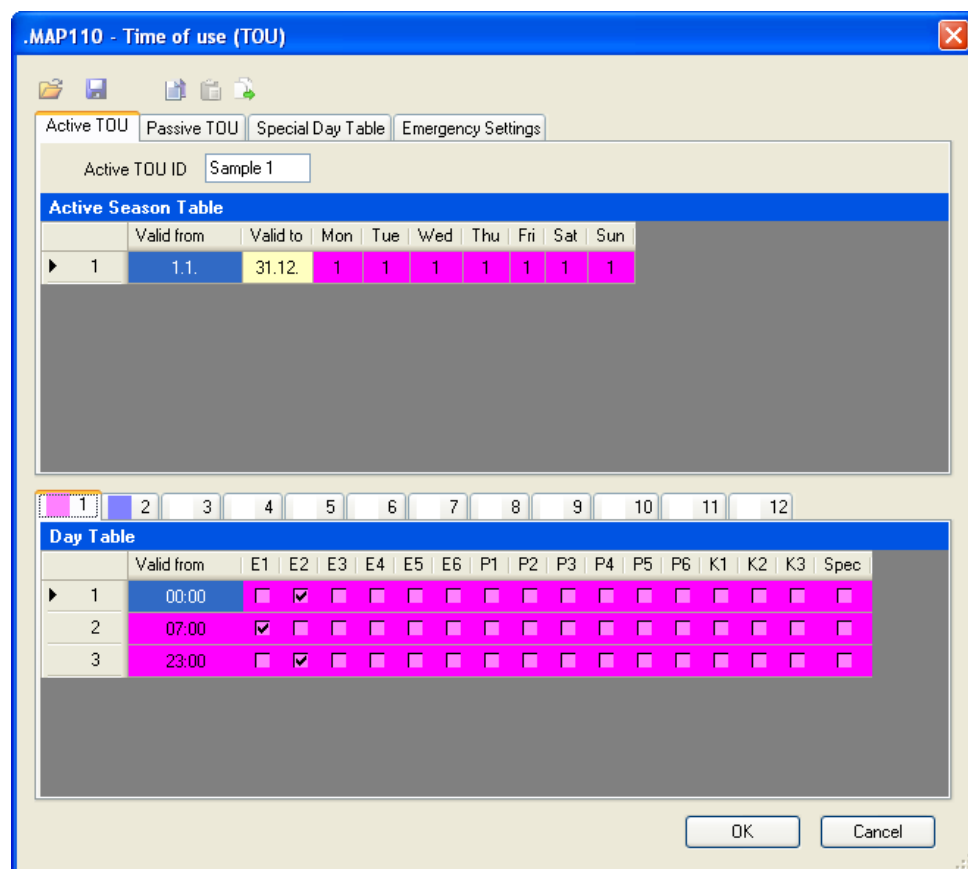 .MAP110 - Time of use (TOU)
Active TOU Passive TOU Special Day Table Emergency Settings
Active TOU ID Sample 1
Active Season Table
Valid from Valid to Mon Tue Wed Thu Fri Sat Sun
1 1.1. 31.12. 1 1 1 1 1 1 1
1 2 3 4 5 6 7 8 9 10 11 12
Day Table
Valid from E1 E2 E3 E4 E5 E6 P1 P2 P3 P4 P5 P6 K1 K2 K3 Spec
1 00:00
2 07:00
3 23:00
OK Cancel